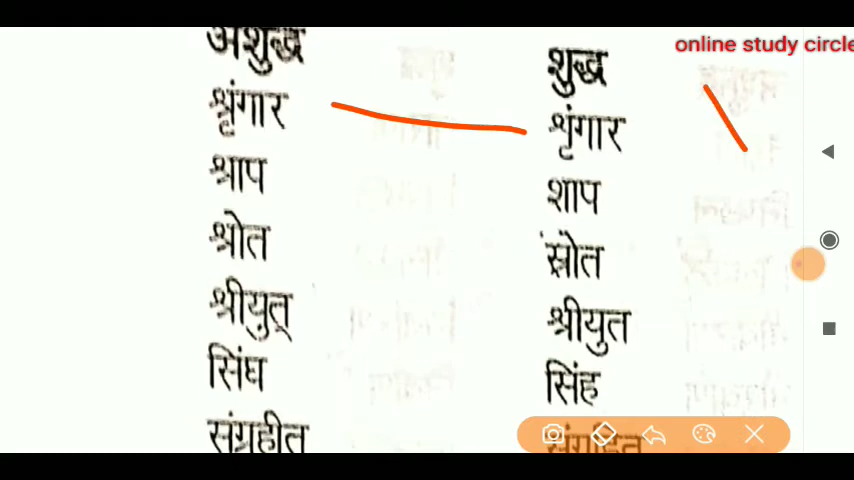 online study circle
अशुद्ध शुद्ध
श्रृंगार शृंगार
श्राप शाप
श्रोत स्रोत
श्रीयुत् श्रीयुत
सिंघ सिंह
संग्रहीत